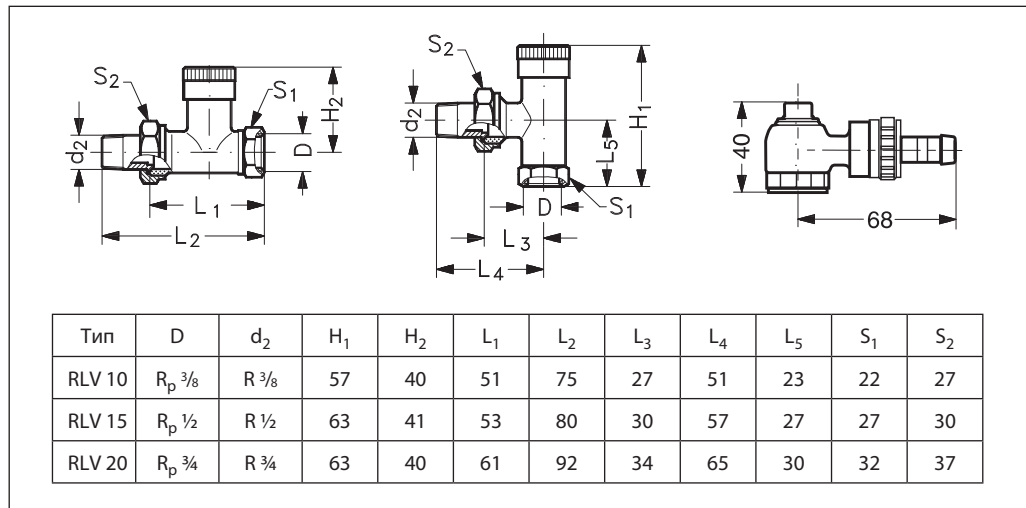 S₂
S₁
H₂
d₂
D
L₁
L₂
S₂
H₁
d₂
L₅
D
S₁
L₃
L₄
40
68
Тип D d₂ H₁ H₂ L₁ L₂ L₃ L₄ L₅ S₁ S₂
RLV 10 Rₚ ⅜ R ⅜ 57 40 51 75 27 51 23 22 27
RLV 15 Rₚ ½ R ½ 63 41 53 80 30 57 27 27 30
RLV 20 Rₚ ¾ R ¾ 63 40 61 92 34 65 30 32 37